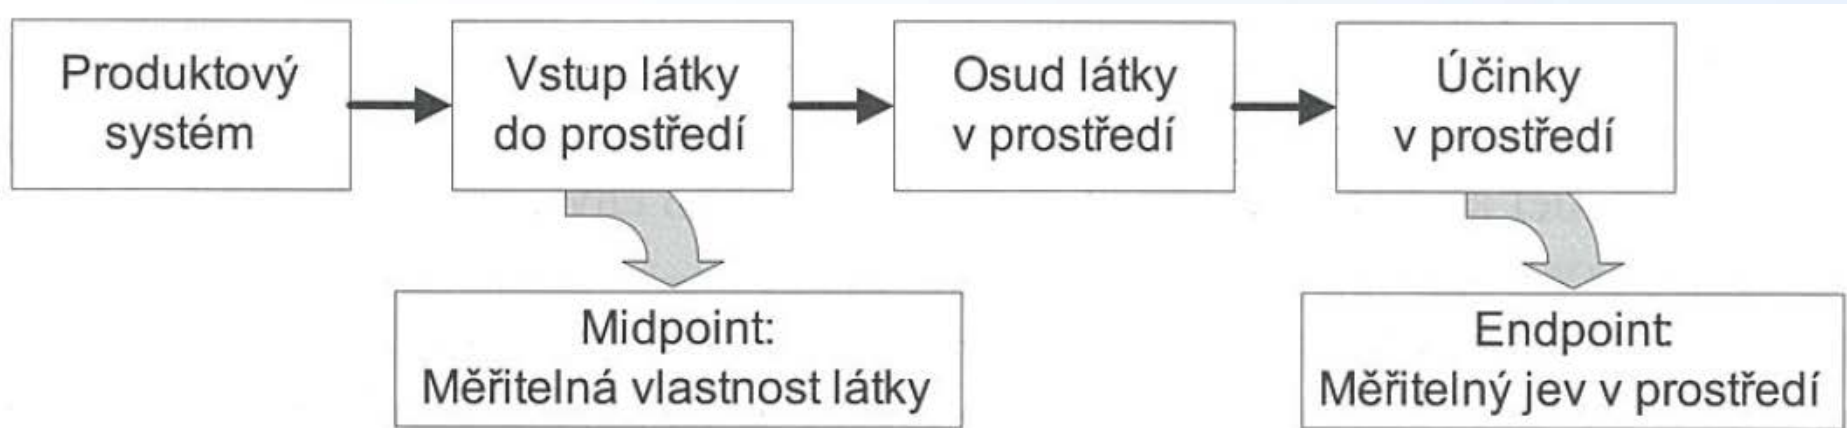 Produktový
systém
Vstup látky
do prostředí
Osud látky
v prostředí
Účinky
v prostředí
Midpoint:
Měřitelná vlastnost látky
Endpoint:
Měřitelný jev v prostředí